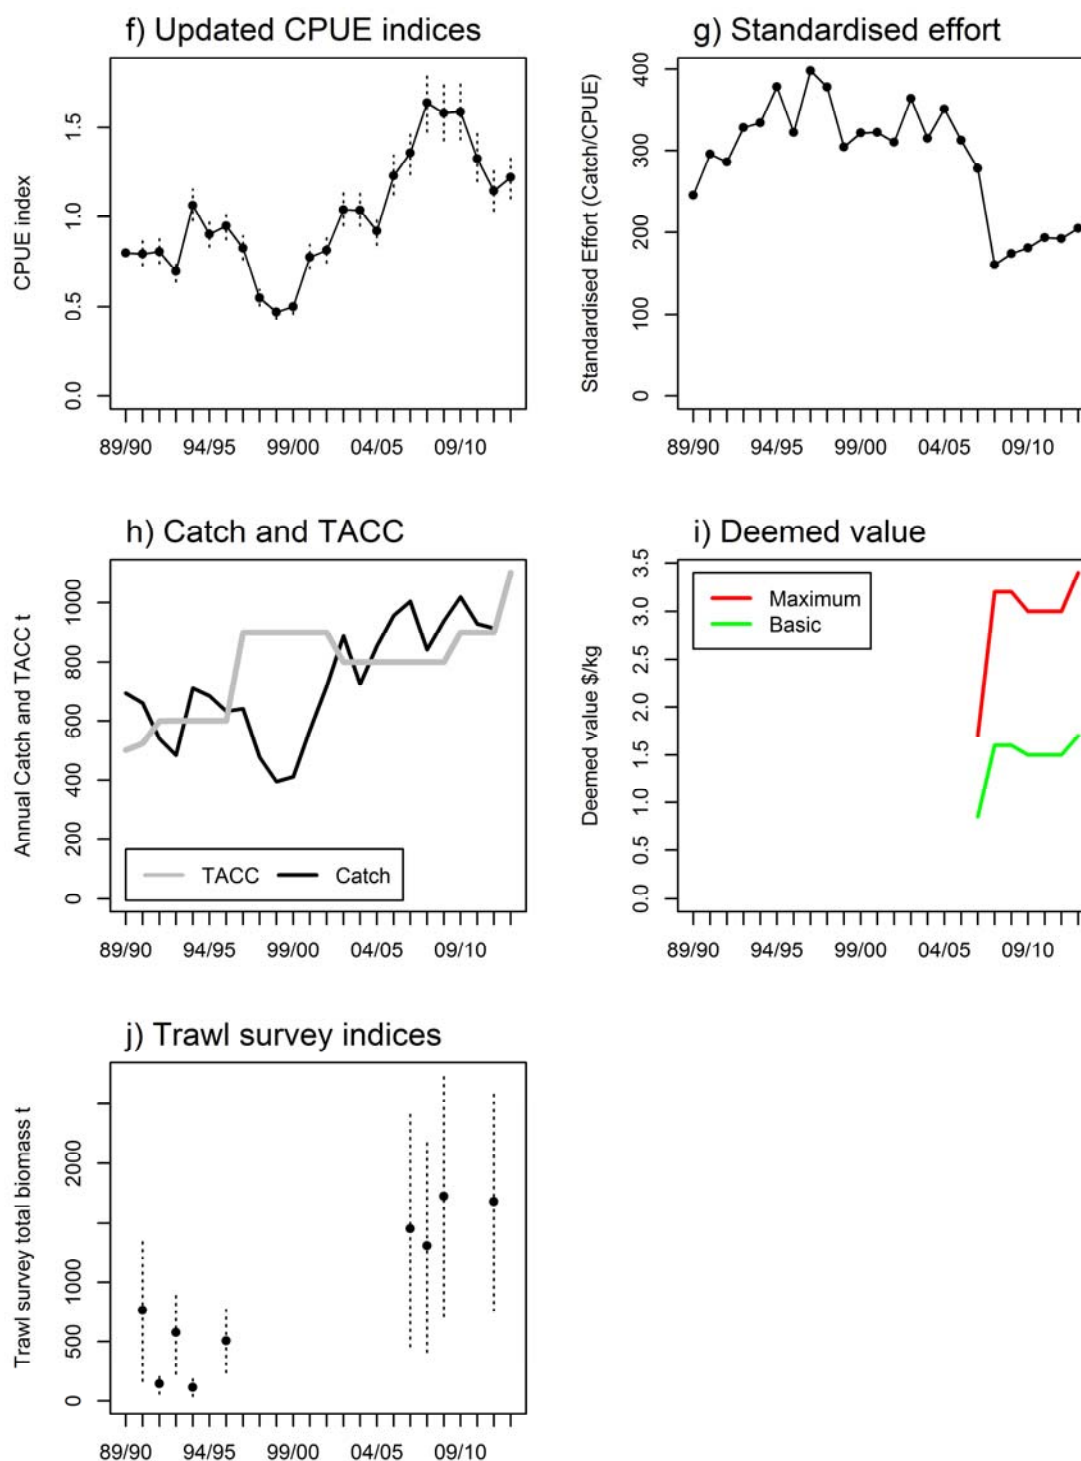 f) Updated CPUE indices
CPUE index
0.0
0.5
1.0
1.5
89/90 94/95 99/00 04/05 09/10
g) Standardised effort
Standardised Effort (Catch/CPUE)
0
100
200
300
400
89/90 94/95 99/00 04/05 09/10
h) Catch and TACC
Annual Catch and TACC t
0
200
400
600
800
1000
TACC Catch
89/90 94/95 99/00 04/05 09/10
i) Deemed value
Deemed value $/kg
0.0
0.5
1.0
1.5
2.0
2.5
3.0
3.5
Maximum
Basic
89/90 94/95 99/00 04/05 09/10
j) Trawl survey indices
Trawl survey total biomass t
0
500
1000
2000
89/90 94/95 99/00 04/05 09/10